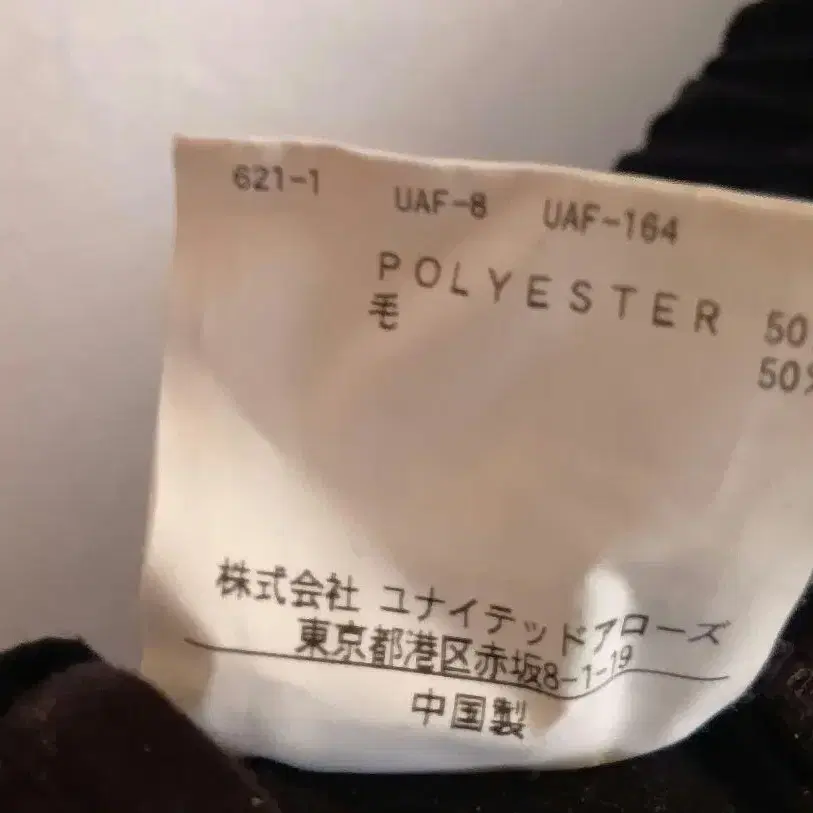 621-1 UAF-8 UAF-164
POLYESTER 50
毛 50%
株式会社 ユナイテッドアローズ
東京都港区赤坂8-1-19
中国製